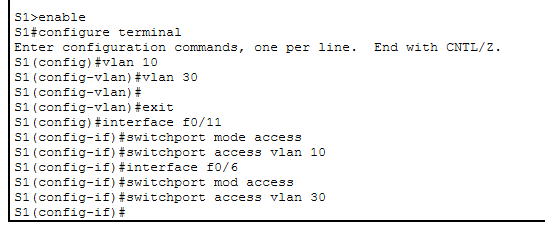 S1>enable
S1#configure terminal
Enter configuration commands, one per line.  End with CNTL/Z.
S1(config)#vlan 10
S1(config-vlan)#vlan 30
S1(config-vlan)#
S1(config-vlan)#exit
S1(config)#interface f0/11
S1(config-if)#switchport mode access
S1(config-if)#switchport access vlan 10
S1(config-if)#interface f0/6
S1(config-if)#switchport mod access
S1(config-if)#switchport access vlan 30
S1(config-if)#